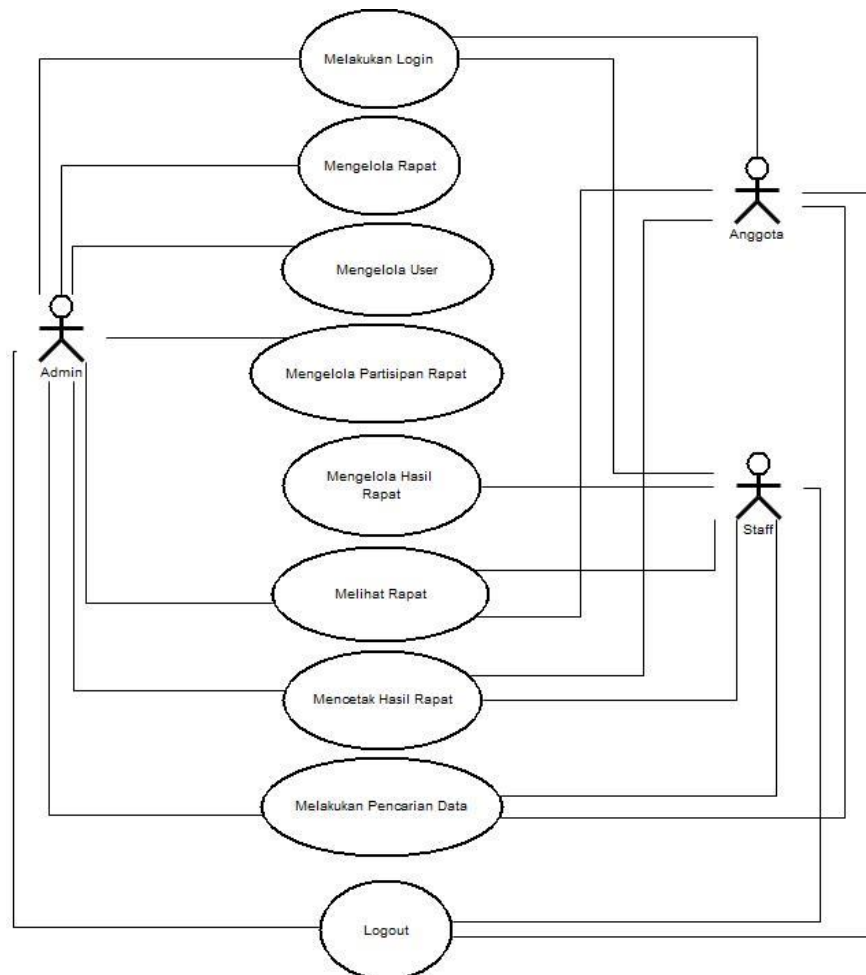 Melakukan Login
Mengelola Rapat
Anggota
Mengelola User
Admin
Mengelola Partisipan Rapat
Mengelola Hasil
Rapat
Staff
Melihat Rapat
Mencetak Hasil Rapat
Melakukan Pencarian Data
Logout